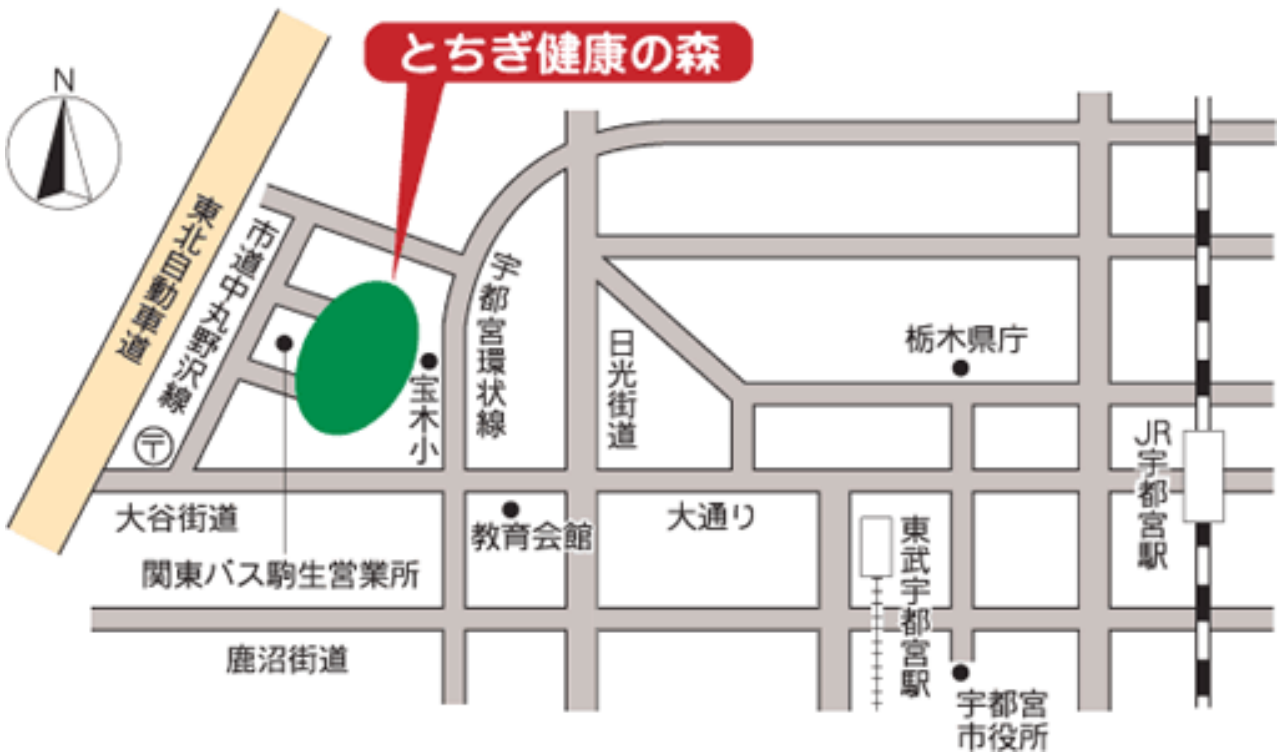 とちぎ健康の森
N
東北自動車道
市道中丸野沢線
宇都宮環状線
日光街道
栃木県庁
宝木小
JR宇都宮駅
〒
大谷街道
教育会館
大通り
東武宇都宮駅
関東バス駒生営業所
鹿沼街道
宇都宮
市役所